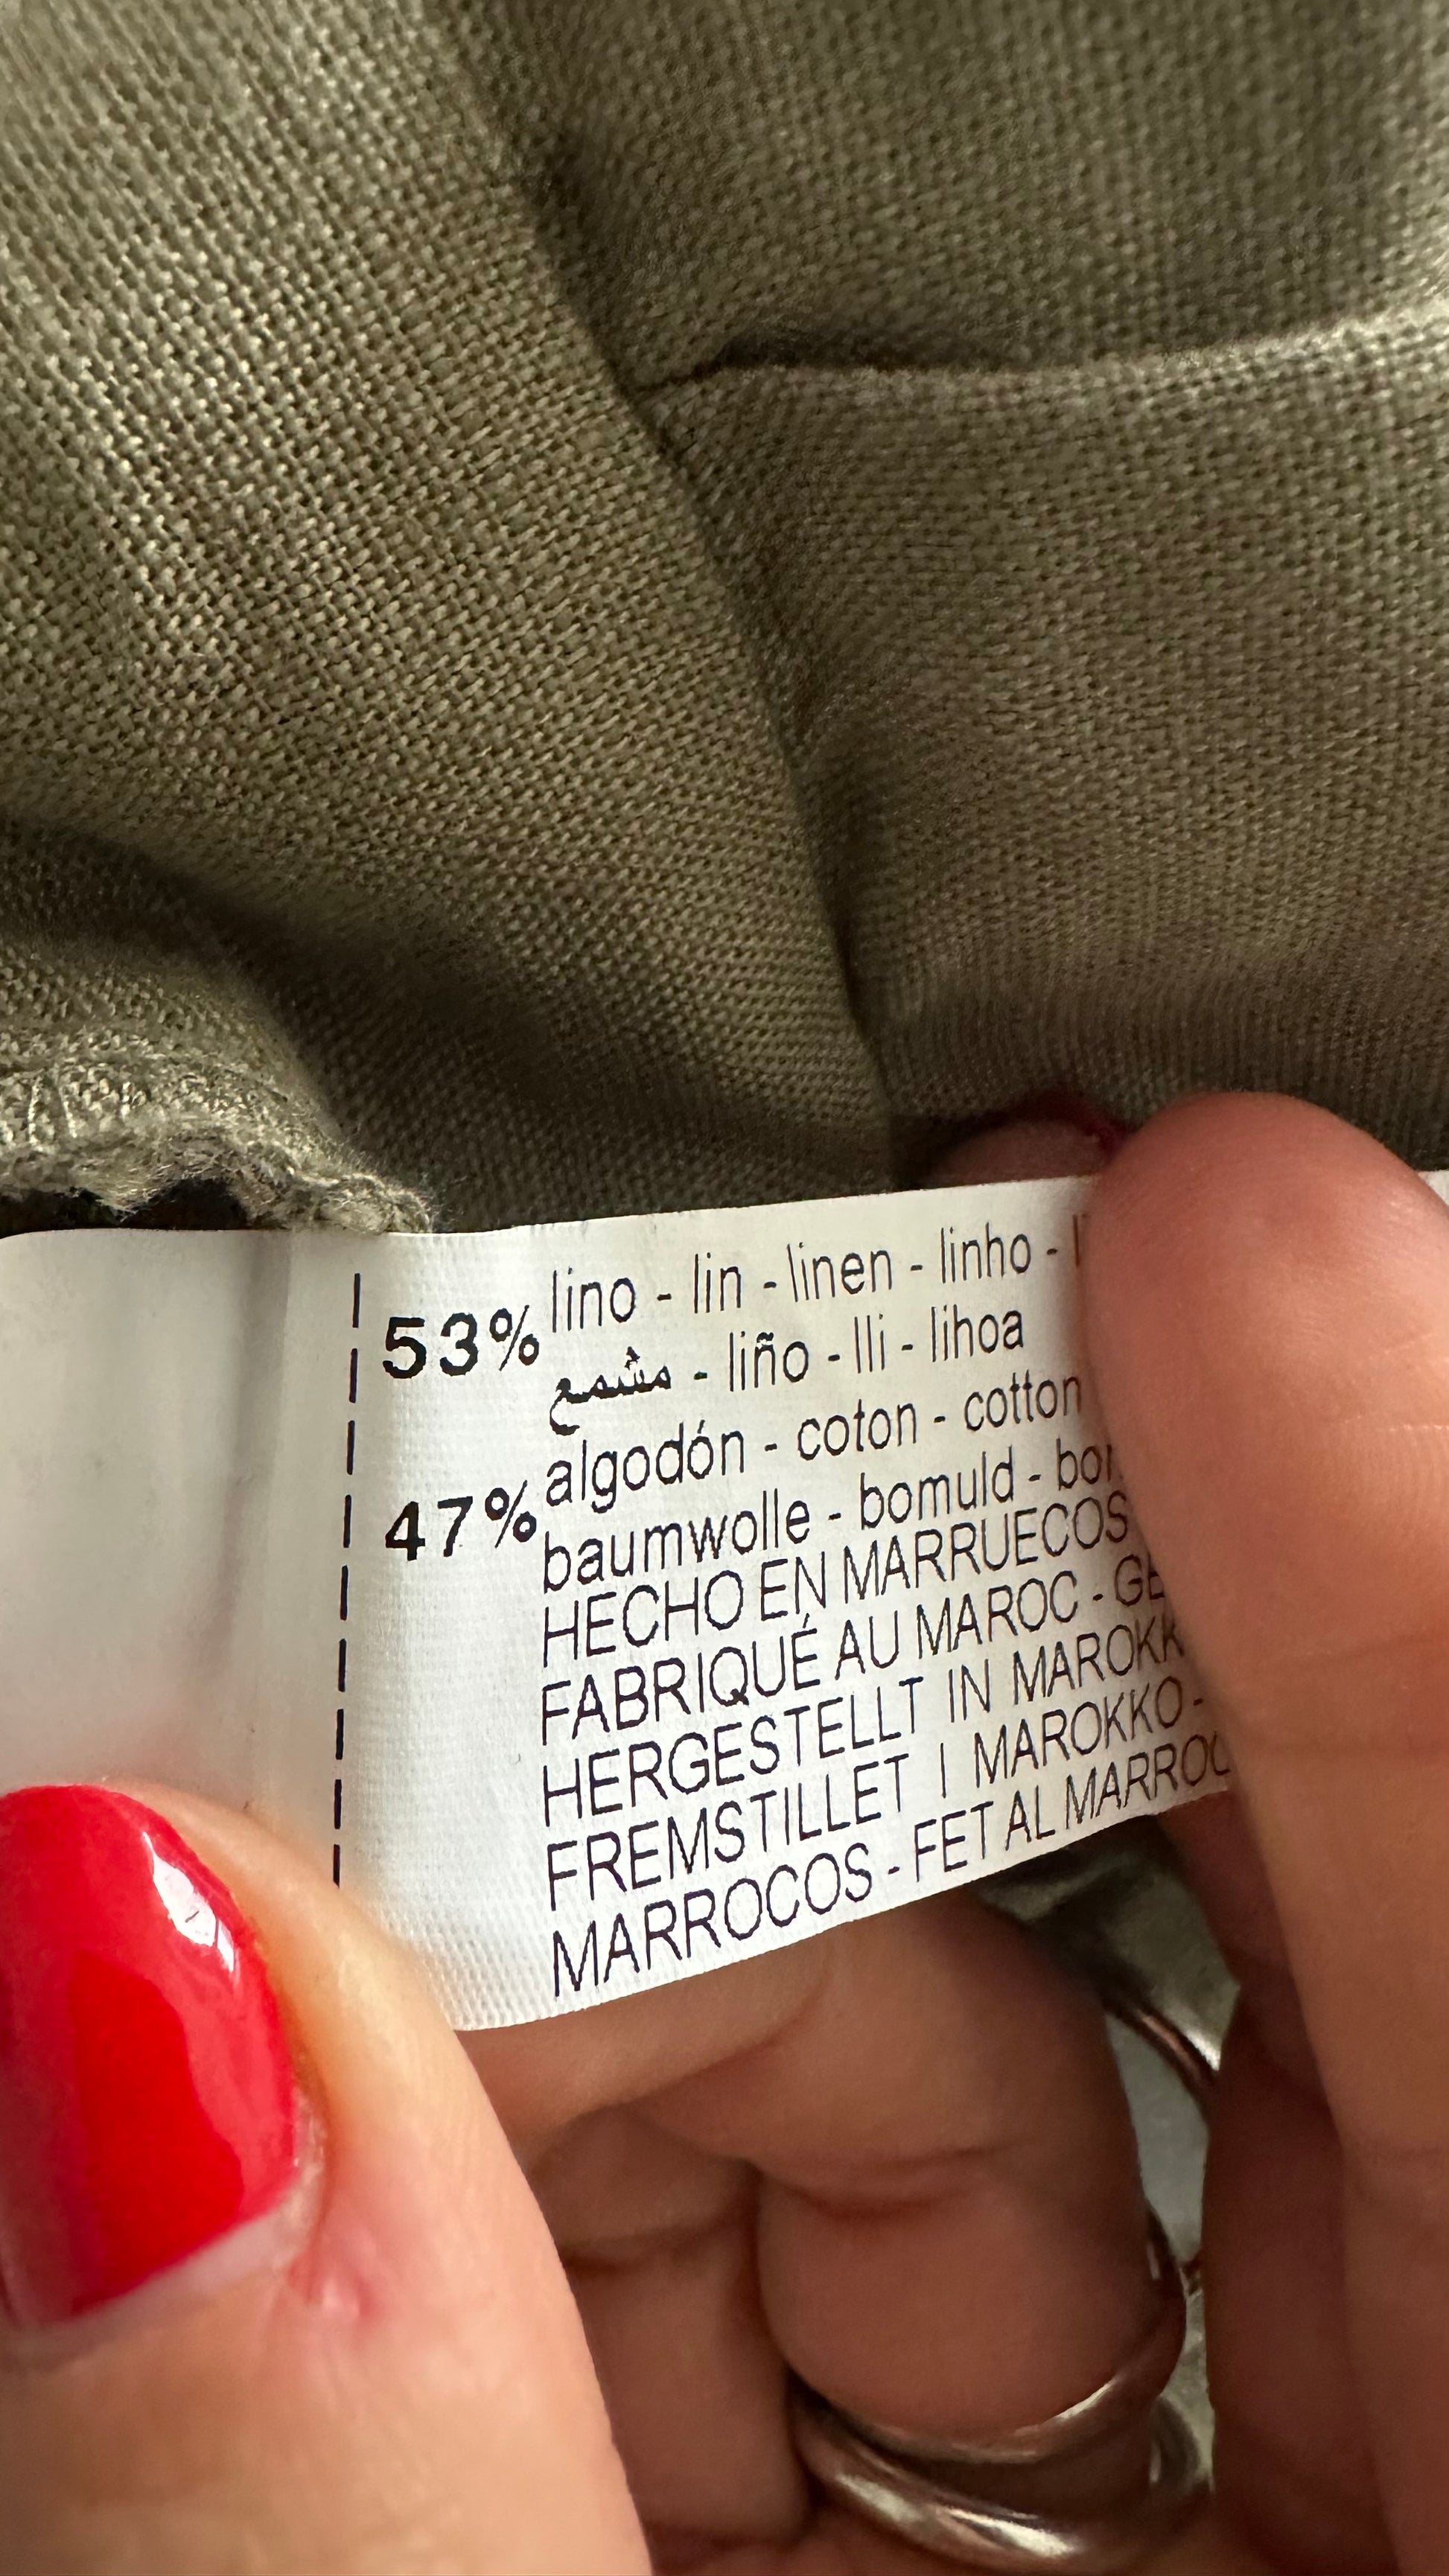 53% lino - lin - linen - linho -
مشمع - liño - lli - lihoa
algodón - coton - cotton
47% baumwolle - bomuld -
HECHO EN MARRUECOS
FABRIQUÉ AU MAROC -
HERGESTELLT IN
FREMSTILLET I MAROKKO -
MARROCOS - FET AL